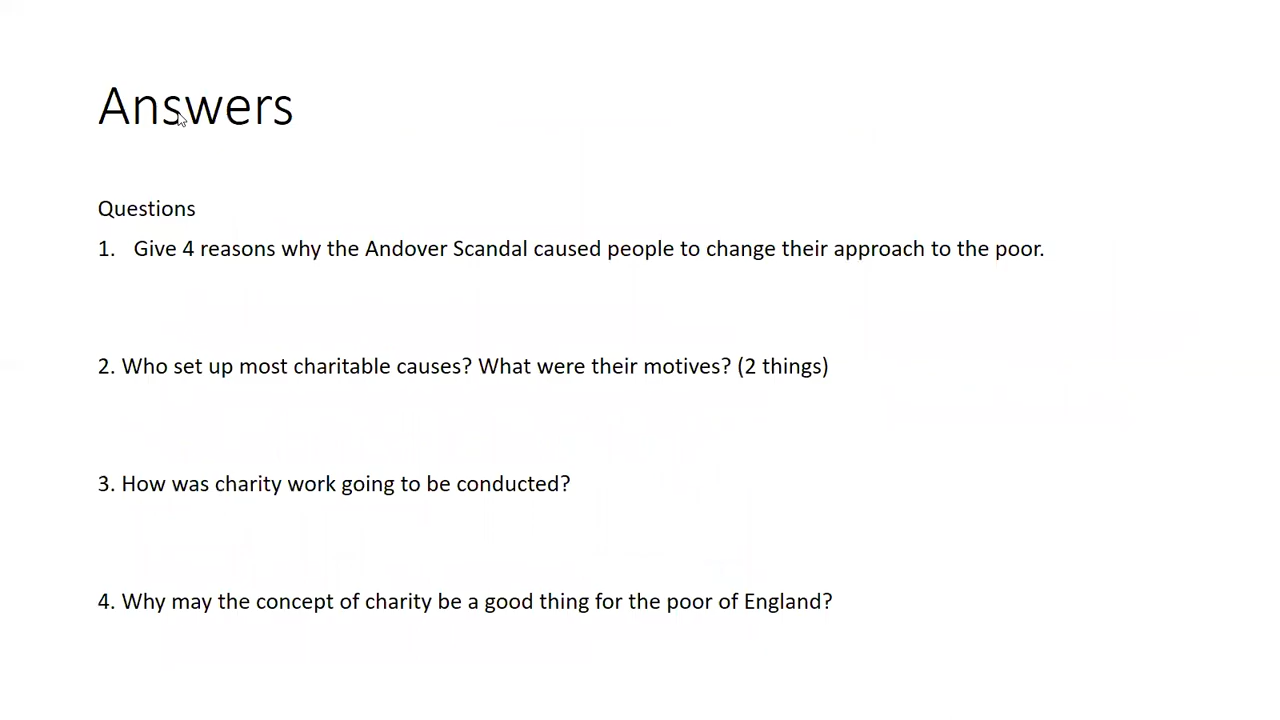 Answers
Questions
1. Give 4 reasons why the Andover Scandal caused people to change their approach to the poor.
2. Who set up most charitable causes? What were their motives? (2 things)
3. How was charity work going to be conducted?
4. Why may the concept of charity be a good thing for the poor of England?